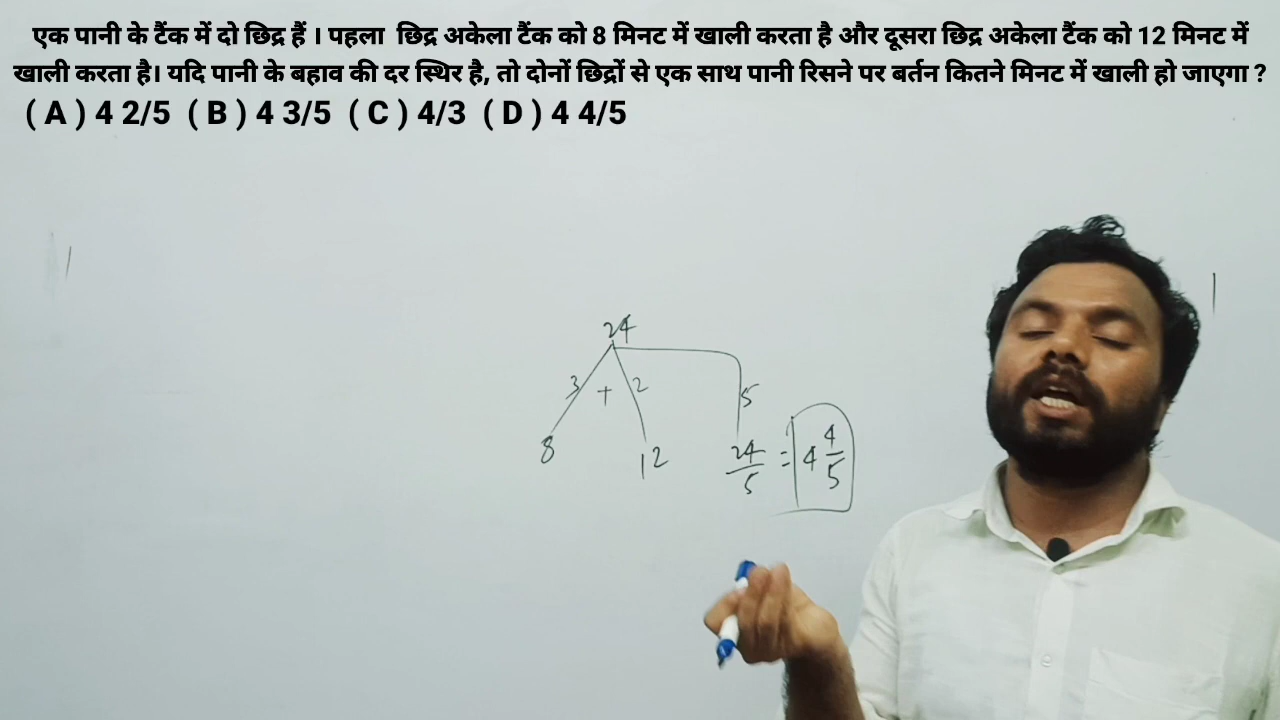 एक पानी के टैंक में दो छिद्र हैं । पहला छिद्र अकेला टैंक को 8 मिनट में खाली करता है और दूसरा छिद्र अकेला टैंक को 12 मिनट में
खाली करता है। यदि पानी के बहाव की दर स्थिर है, तो दोनों छिद्रों से एक साथ पानी रिसने पर बर्तन कितने मिनट में खाली हो जाएगा ?
( A ) 4 2/5 ( B ) 4 3/5 ( C ) 4/3 ( D ) 4 4/5
24
3 + 2 5
8 12 24/5 = 4 4/5